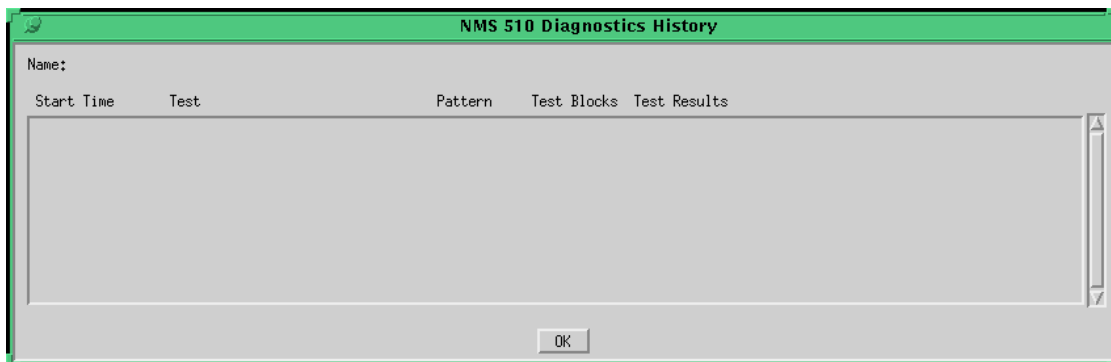 NMS 510 Diagnostics History
Name:
Start Time Test Pattern Test Blocks Test Results
OK